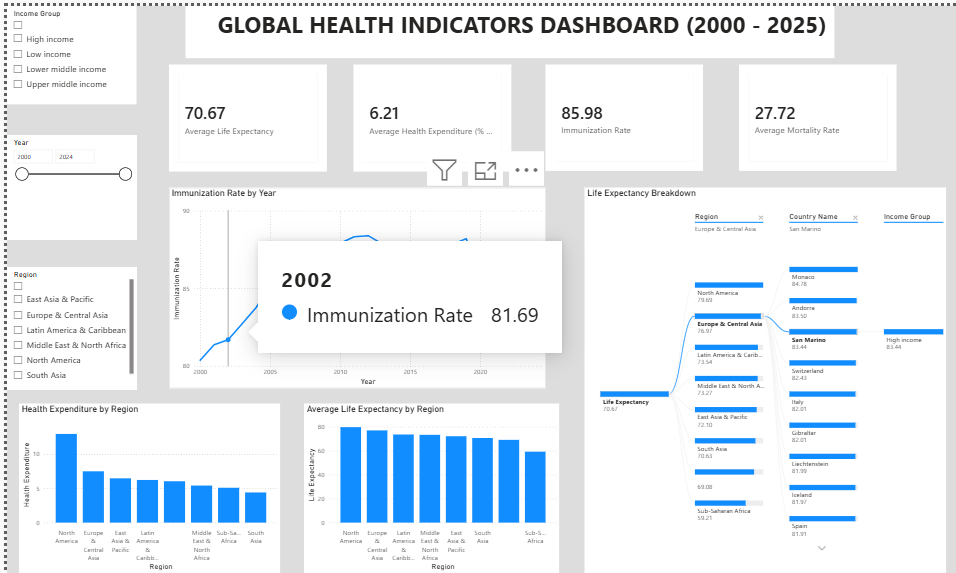 GLOBAL HEALTH INDICATORS DASHBOARD (2000 - 2025)
Income Group
High income
Low income
Lower middle income
Upper middle income
Year
2000 2024
Region
East Asia & Pacific
Europe & Central Asia
Latin America & Caribbean
Middle East & North Africa
North America
South Asia
70.67
Average Life Expectancy
6.21
Average Health Expenditure (% ...
85.98
Immunization Rate
27.72
Average Mortality Rate
Immunization Rate by Year
Immunization Rate
90
85
80
2000 2005 2010 2015 2020
Year
2002
Immunization Rate 81.69
Life Expectancy Breakdown
Region
Europe & Central Asia
Country Name
San Marino
Income Group
Life Expectancy
70.67
North America
79.69
Europe & Central Asia
76.97
Latin America & Carib...
73.54
Middle East & North A...
73.27
East Asia & Pacific
72.10
South Asia
70.63
69.08
Sub-Saharan Africa
59.21
Monaco
84.78
Andorra
83.50
San Marino
83.44
Switzerland
82.43
Italy
82.01
Gibraltar
82.01
Liechtenstein
81.99
Iceland
81.97
Spain
81.91
High income
83.44
Health Expenditure by Region
Health Expenditure
10
5
0
North America
Europe & Central Asia
East Asia & Pacific
Latin America & Caribb...
Middle East & North Africa
Sub-Sa... Africa
South Asia
Region
Average Life Expectancy by Region
Life Expectancy
80
60
40
20
0
North America
Europe & Central Asia
Latin America & Caribb...
Middle East & North Africa
East Asia & Pacific
South Asia
Sub-S... Africa
Region